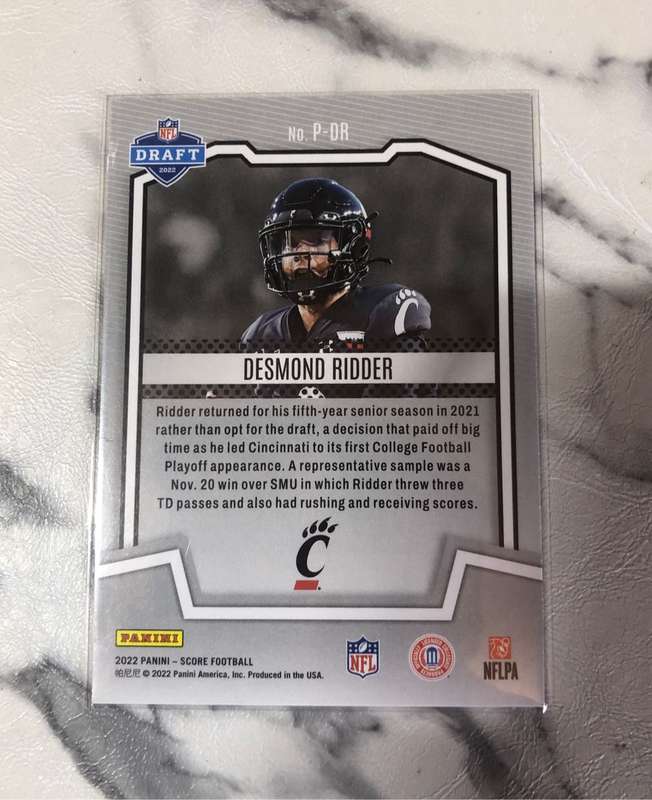 No. P-DR
NFL
DRAFT
2022
DESMOND RIDDER
Ridder returned for his fifth-year senior season in 2021
rather than opt for the draft, a decision that paid off big
time as he led Cincinnati to its first College Football
Playoff appearance. A representative sample was a
Nov. 20 win over SMU in which Ridder threw three
TD passes and also had rushing and receiving scores.
C
PANINI
2022 PANINI – SCORE FOOTBALL
帕尼尼 © 2022 Panini America, Inc. Produced in the USA.
NFL
NFLPA